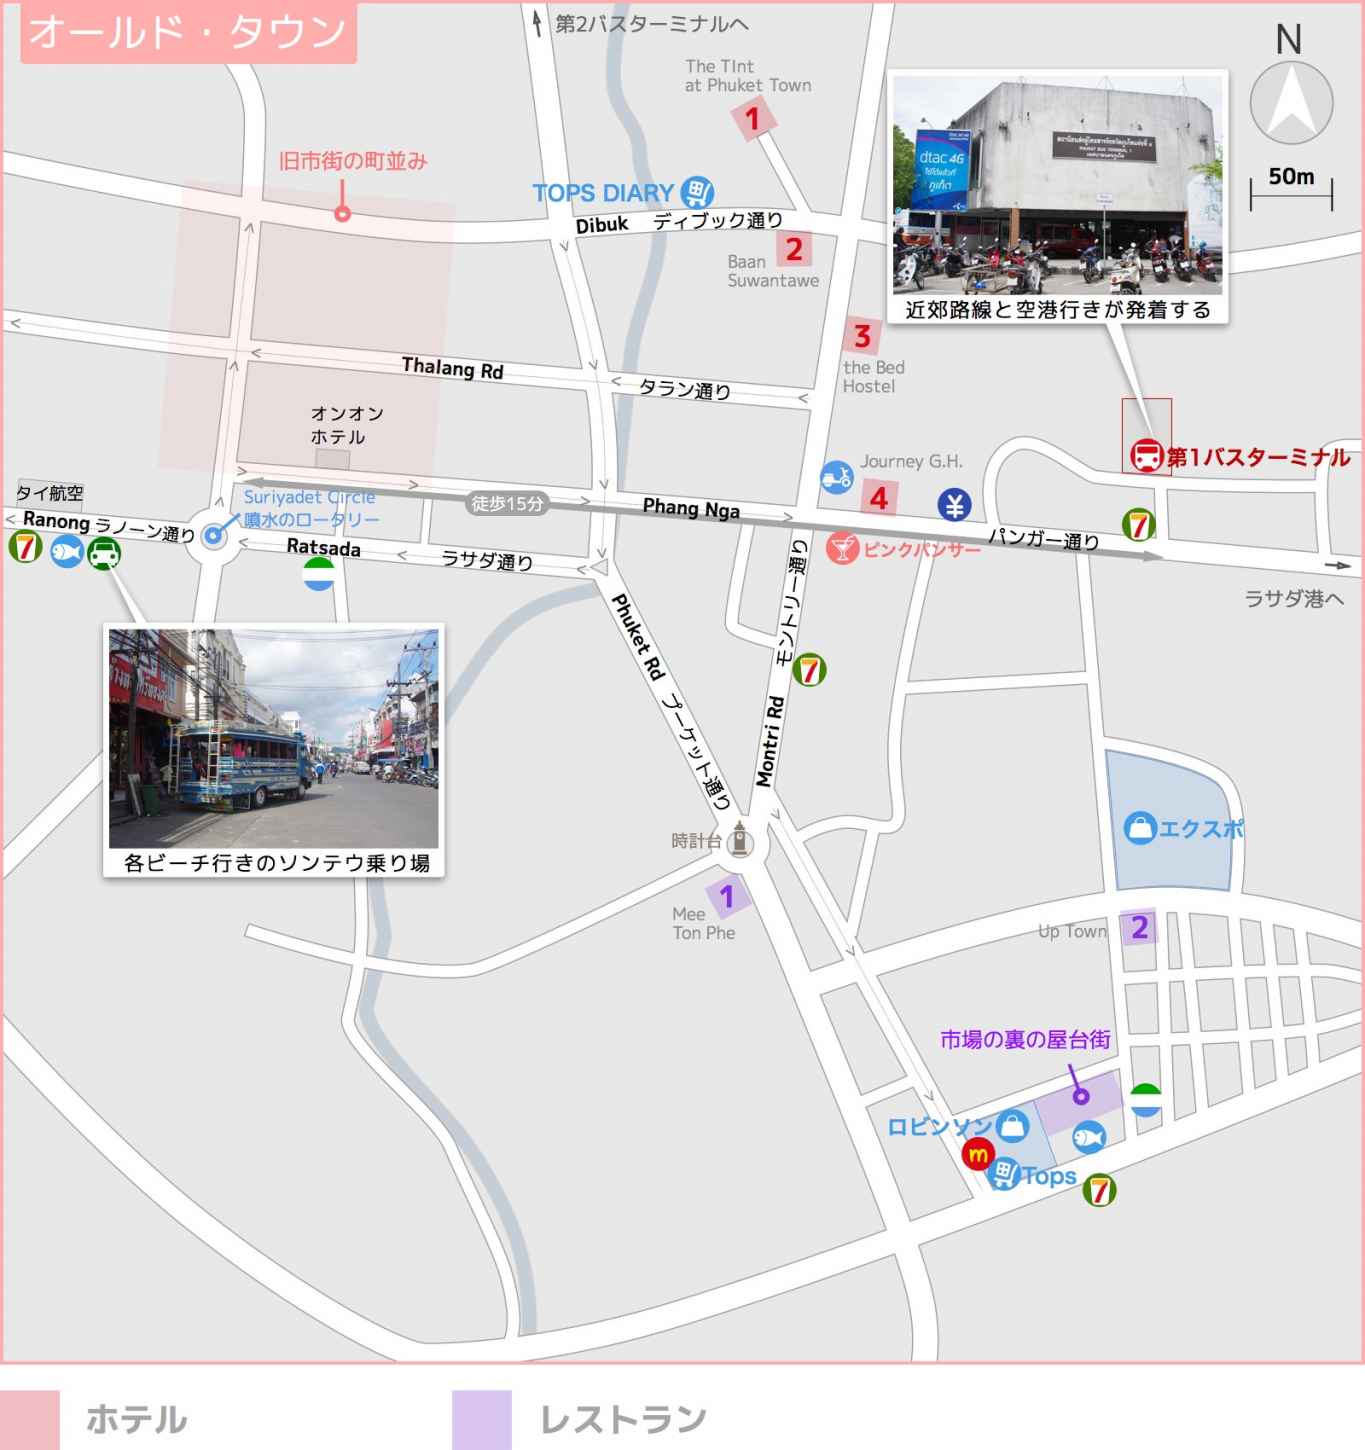 オールド・タウン
第2バスターミナルへ
N
50m
The TInt
at Phuket Town
1
旧市街の町並み
TOPS DIARY
Dibuk ディブック通り
2
Baan
Suwantawe
dtac 4G
近郊路線と空港行きが発着する
3
the Bed
Hostel
Thalang Rd
タラン通り
オンオン
ホテル
第1バスターミナル
Journey G.H.
4
¥
タイ航空
Suriyadet Circle
噴水のロータリー
徒歩15分
Phang Nga
パンガー通り
7
Ranong ラノーン通り
7
Ratsada
ラサダ通り
ピンクパンサー
ラサダ港へ
Phuket Rd プーケット通り
Montri Rd モントリー通り
7
各ビーチ行きのソンテウ乗り場
時計台
1
Mee
Ton Phe
エクスポ
Up Town
2
市場の裏の屋台街
ロビンソン
m
Tops
7
ホテル
レストラン